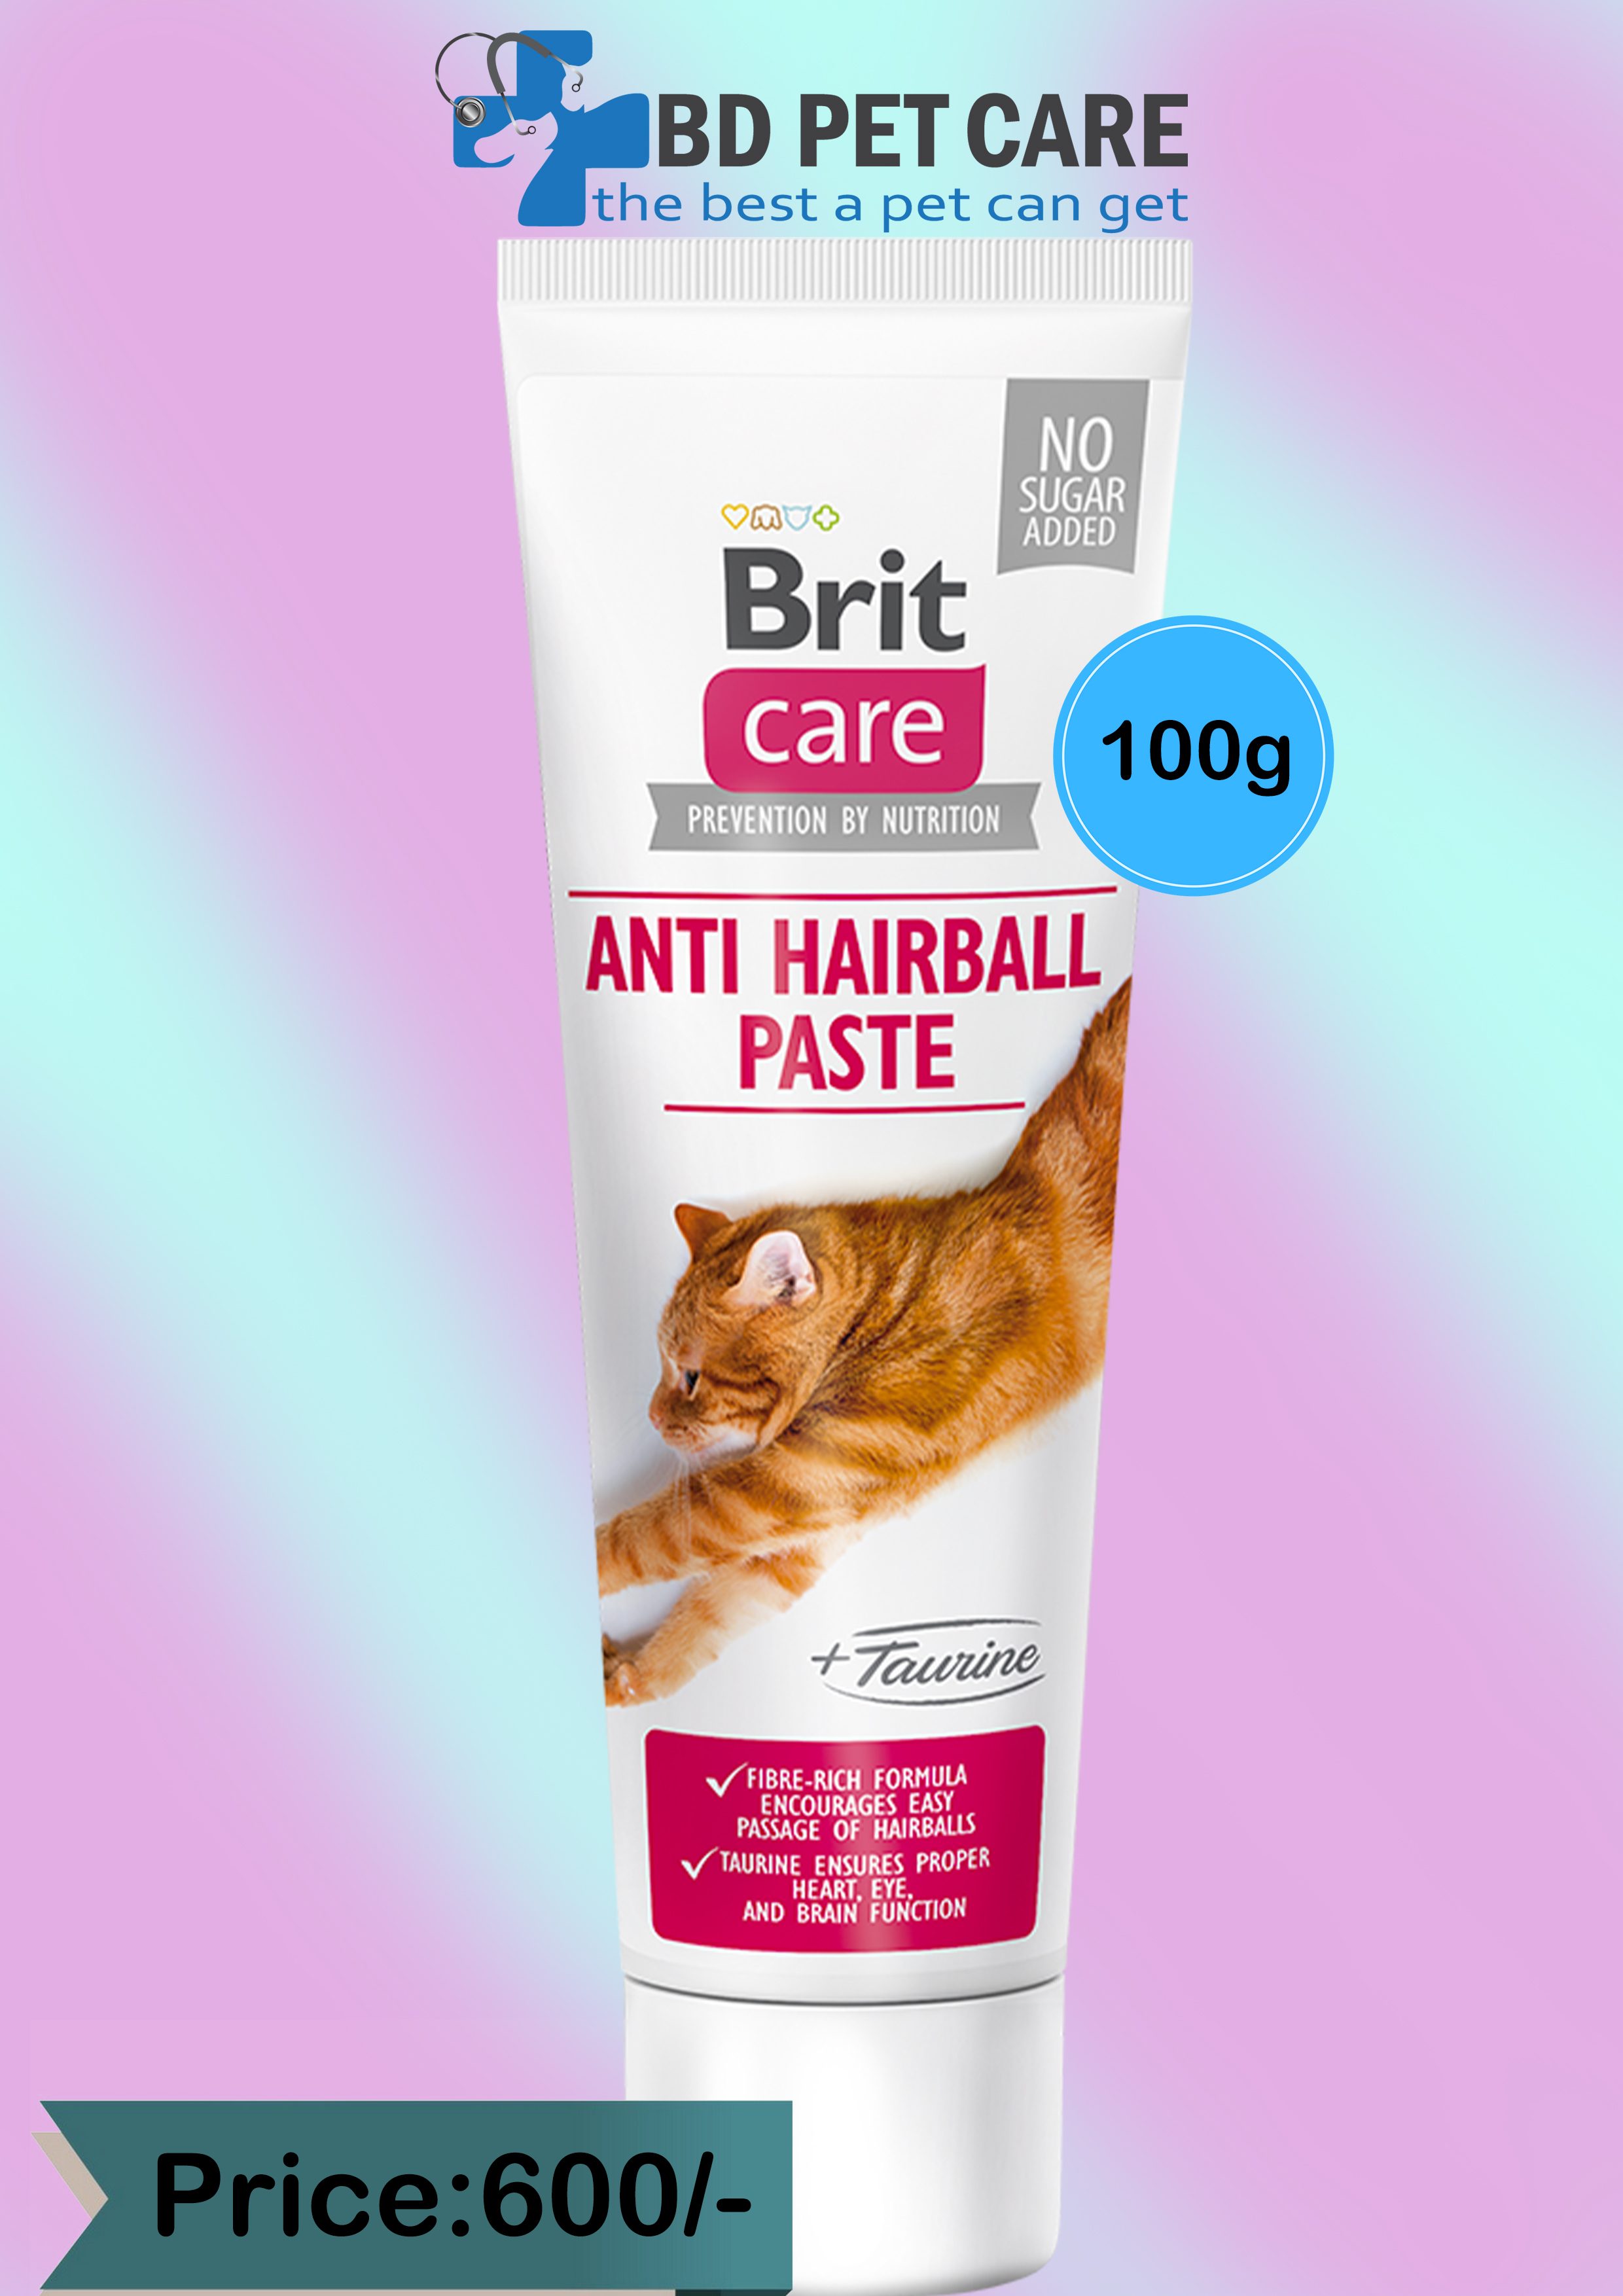 BD PET CARE
the best a pet can get
NO
SUGAR
ADDED
Brit
care
100g
PREVENTION BY NUTRITION
ANTI HAIRBALL
PASTE
+Taurine
FIBRE-RICH FORMULA
ENCOURAGES EASY
PASSAGE OF HAIRBALLS
TAURINE ENSURES PROPER
HEART, EYE,
AND BRAIN FUNCTION
Price:600/-